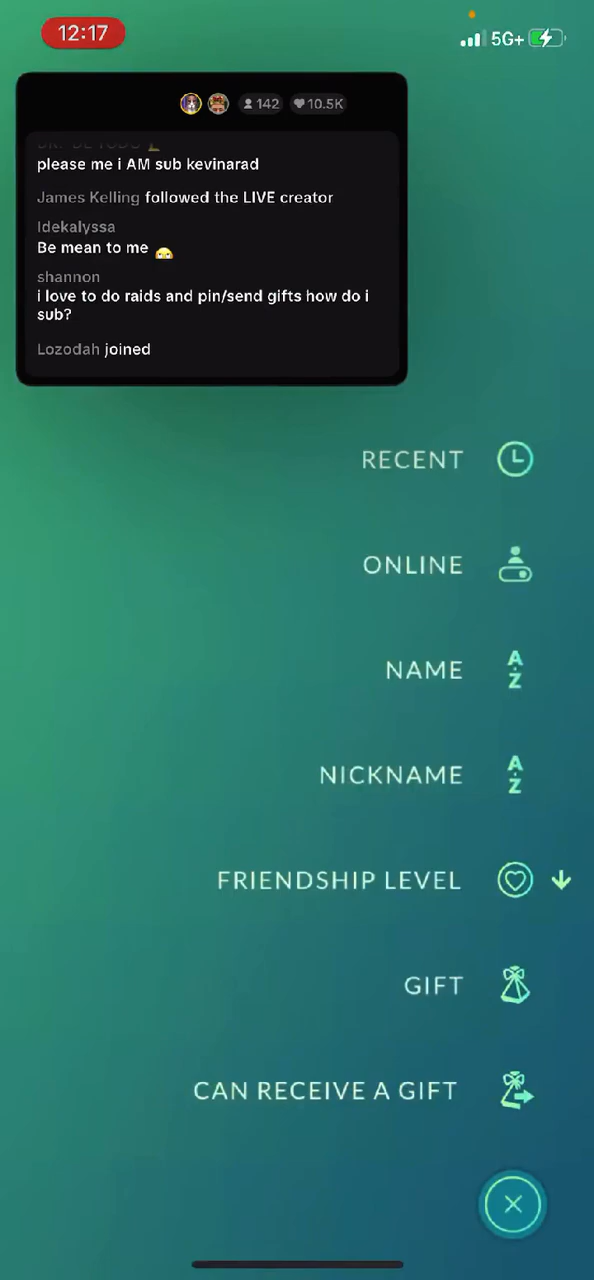 12:17
5G+
142
10.5K
please me i AM sub kevinarad
James Kelling followed the LIVE creator
Idekalyssa
Be mean to me
shannon
i love to do raids and pin/send gifts how do i
sub?
Lozodah joined
RECENT
ONLINE
NAME
A
Z
NICKNAME
A
Z
FRIENDSHIP LEVEL
GIFT
CAN RECEIVE A GIFT